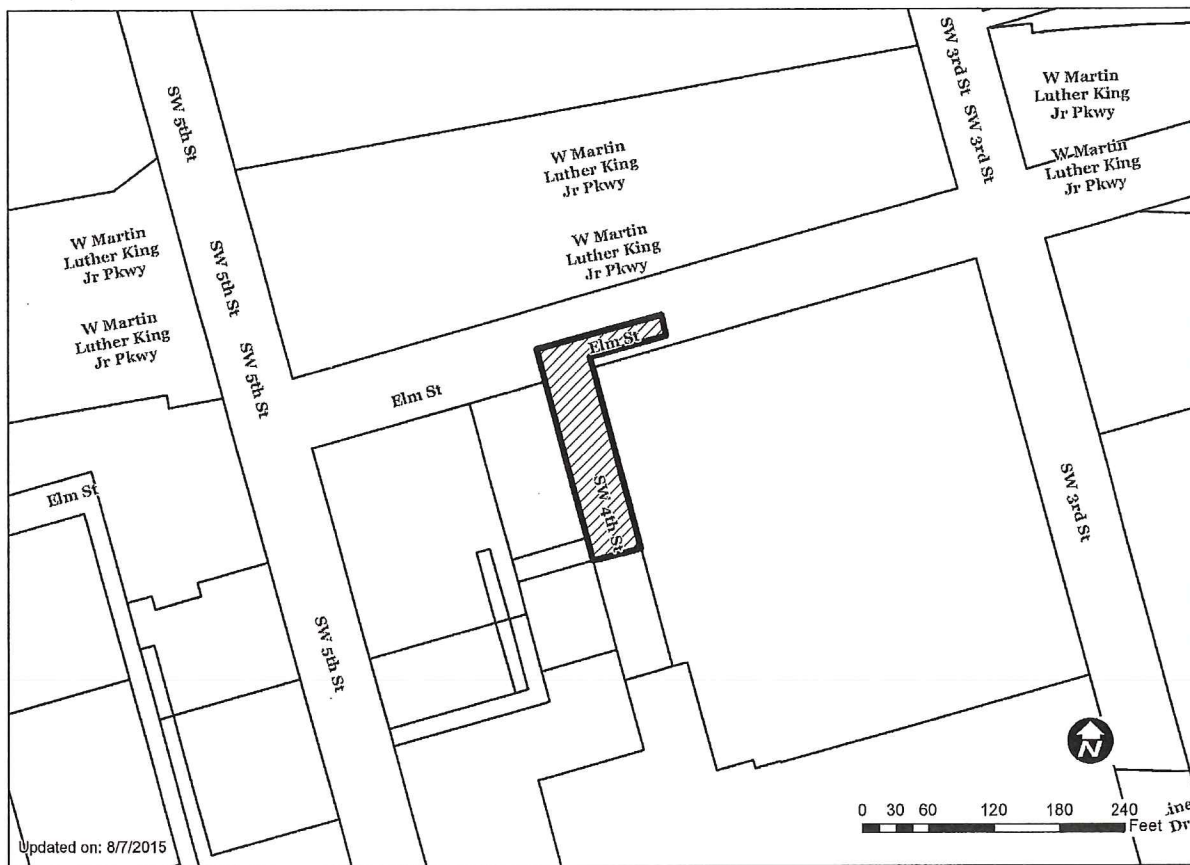 SW 3rd St
SW 3rd St
W Martin
Luther King
Jr Pkwy
SW 5th St
W Martin
Luther King
Jr Pkwy
W Martin
Luther King
Jr Pkwy
W Martin
Luther King
Jr Pkwy
W Martin
Luther King
Jr Pkwy
SW 5th St
W Martin
Luther King
Jr Pkwy
SW 5th St
Elm St
Elm St
Elm St
SW 4th St
SW 3rd St
SW 5th St
N
0 30 60 120 180 240
Feet
Dr
Updated on: 8/7/2015